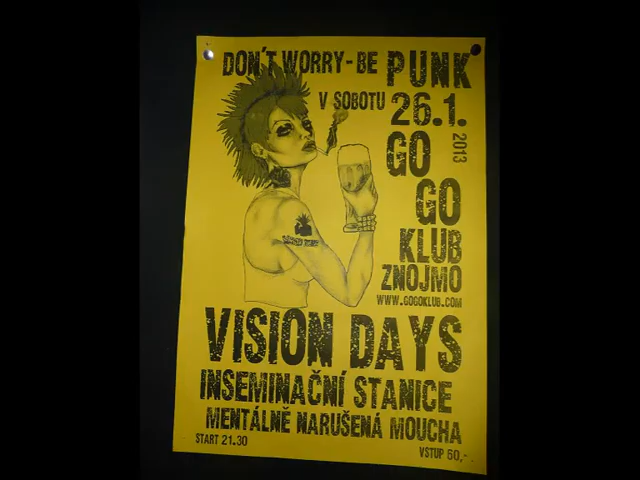 DON'T WORRY - BE PUNK
V SOBOTU 26.1.
2013
GO
GO
KLUB
ZNOJMO
WWW.GOGOKLUB.COM
VISION DAYS
INSEMINAČNÍ STANICE
MENTÁLNĚ NARUŠENÁ MOUCHA
START 21.30
VSTUP 60,-